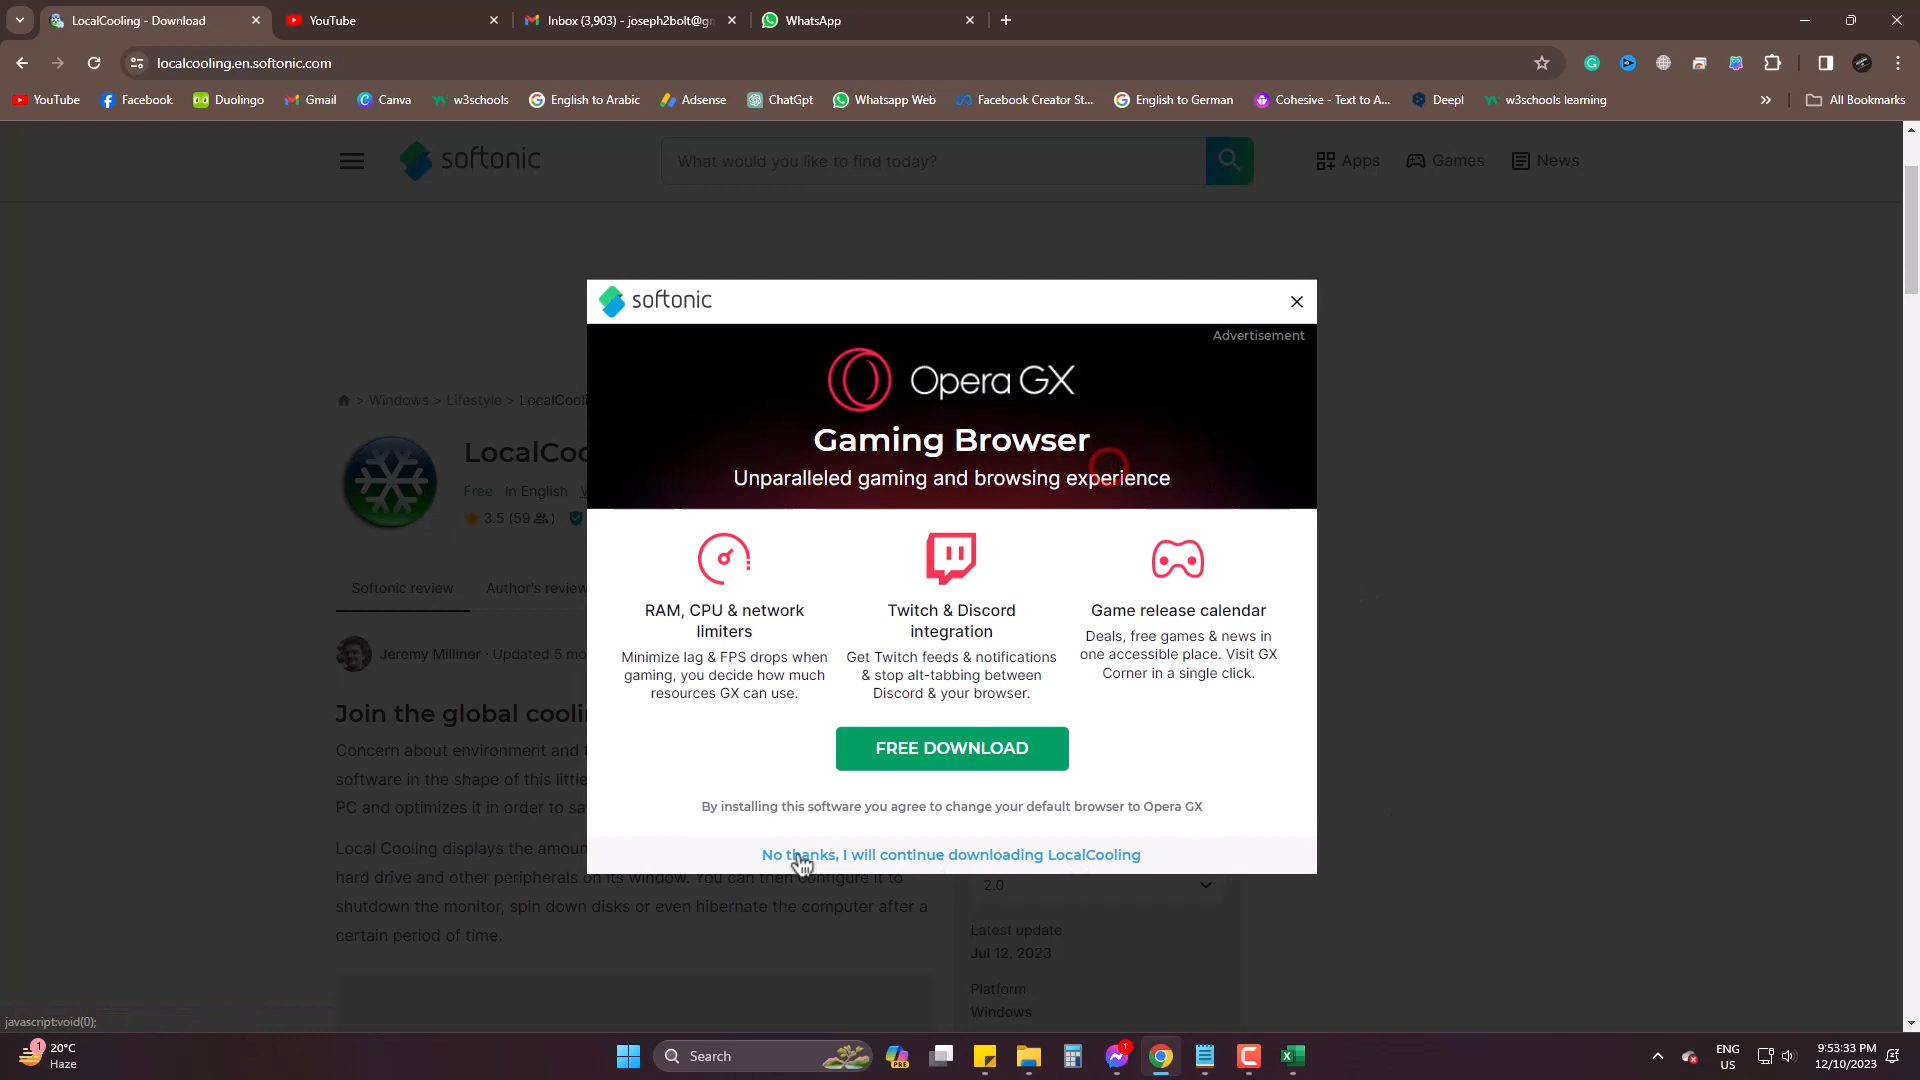 LocalCooling - Download
YouTube
Inbox (3,903) - joseph2bolt@gm
WhatsApp
localcooling.en.softonic.com
YouTube
Facebook
Duolingo
Gmail
Canva
w3schools
English to Arabic
Adsense
ChatGpt
Whatsapp Web
Facebook Creator St...
English to German
Cohesive - Text to A...
Deepl
w3schools learning
»
All Bookmarks
softonic
What would you like to find today?
Apps
Games
News
softonic
Advertisement
Opera GX
Gaming Browser
Unparalleled gaming and browsing experience
> Windows > Lifestyle > LocalCooli
LocalCoo
Free In English
3.5 (59)
Softonic review
Author's review
RAM, CPU & network
limiters
Minimize lag & FPS drops when
gaming, you decide how much
resources GX can use.
Twitch & Discord
integration
Get Twitch feeds & notifications
& stop alt-tabbing between
Discord & your browser.
Game release calendar
Deals, free games & news in
one accessible place. Visit GX
Corner in a single click.
Jeremy Milliner · Updated 5 mo
FREE DOWNLOAD
By installing this software you agree to change your default browser to Opera GX
No thanks, I will continue downloading LocalCooling
Join the global cooli
Concern about environment and
software in the shape of this little
PC and optimizes it in order to sa
Local Cooling displays the amoun
hard drive and other peripherals on its window. You can then configure it to
shutdown the monitor, spin down disks or even hibernate the computer after a
certain period of time.
2.0
Latest update
Jul 12, 2023
Platform
Windows
javascript:void(0);
1
20°C
Haze
Search
PRE
1
ENG
US
9:53:33 PM
12/10/2023